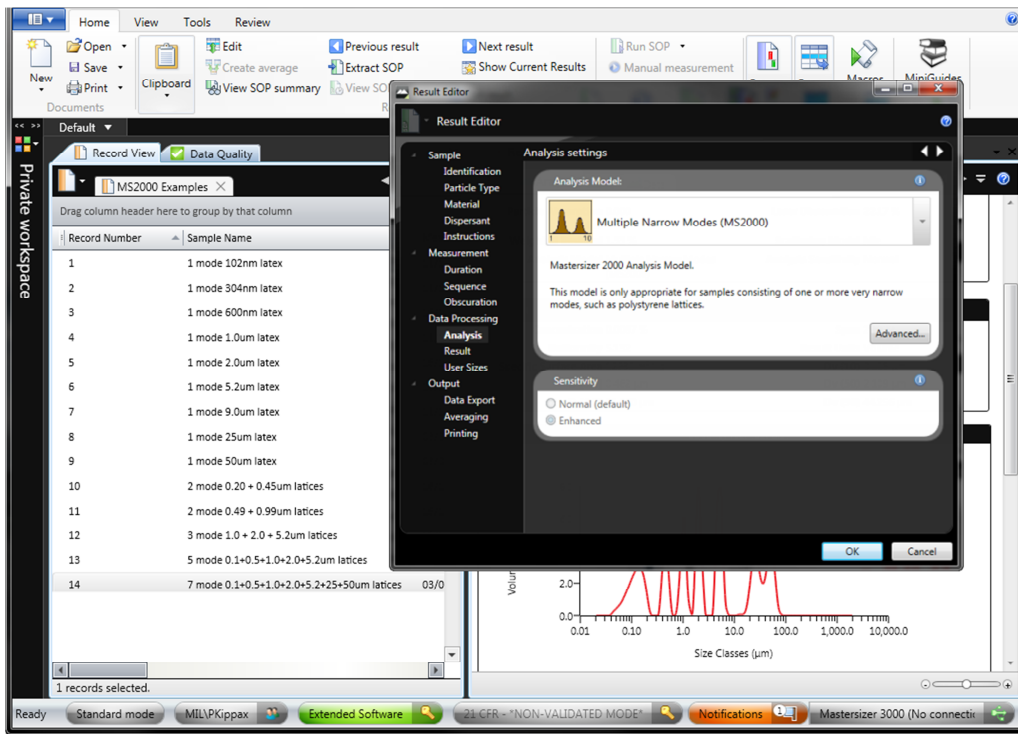 Home View Tools Review
Open Edit Previous result Next result Run SOP
New Save Clipboard Create average Extract SOP Show Current Results Manual measurement Macros MiniGuides
Print View SOP summary View SO
Documents
Default
Record View Data Quality
Private workspace
MS2000 Examples
Drag column header here to group by that column
Record Number Sample Name
1 1 mode 102nm latex
2 1 mode 304nm latex
3 1 mode 600nm latex
4 1 mode 1.0um latex
5 1 mode 2.0um latex
6 1 mode 5.2um latex
7 1 mode 9.0um latex
8 1 mode 25um latex
9 1 mode 50um latex
10 2 mode 0.20 + 0.45um latices
11 2 mode 0.49 + 0.99um latices
12 3 mode 1.0 + 2.0 + 5.2um latices
13 5 mode 0.1+0.5+1.0+2.0+5.2um latices
14 7 mode 0.1+0.5+1.0+2.0+5.2+25+50um latices 03/0
1 records selected.
Result Editor
Result Editor
Sample
Identification
Particle Type
Material
Dispersant
Instructions
Measurement
Duration
Sequence
Obscuration
Data Processing
Analysis
Result
User Sizes
Output
Data Export
Averaging
Printing
Analysis settings
Analysis Model:
1 10 Multiple Narrow Modes (MS2000)
Mastersizer 2000 Analysis Model.
This model is only appropriate for samples consisting of one or more very narrow
modes, such as polystyrene lattices.
Advanced...
Sensitivity
Normal (default)
Enhanced
OK Cancel
Volun
2.0
0.0
0.01 0.10 1.0 10.0 100.0 1,000.0 10,000.0
Size Classes (µm)
Ready Standard mode MIL\PKippax Extended Software 21 CFR - *NON-VALIDATED MODE* Notifications 1 Mastersizer 3000 (No connectic